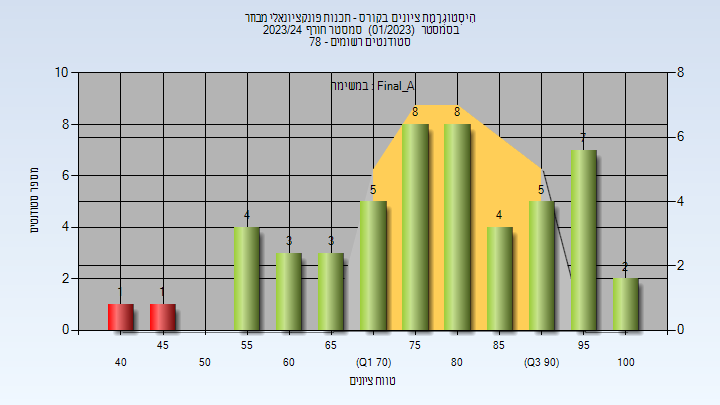 היסטוגרמת ציונים בקורס - תכנות פונקציונאלי מבחר
בסמסטר (01/2023) סמסטר חורף 2023/24
סטודנטים רשומים - 78
במשימה : Final_A
10 8 6 4 2 0
8 6 4 2 0
מספר סטודנטים
1 1 4 3 3 5 8 8 4 5 7 2
45 55 65 75 85 95
40 50 60 (Q1 70) 80 (Q3 90) 100
טווח ציונים